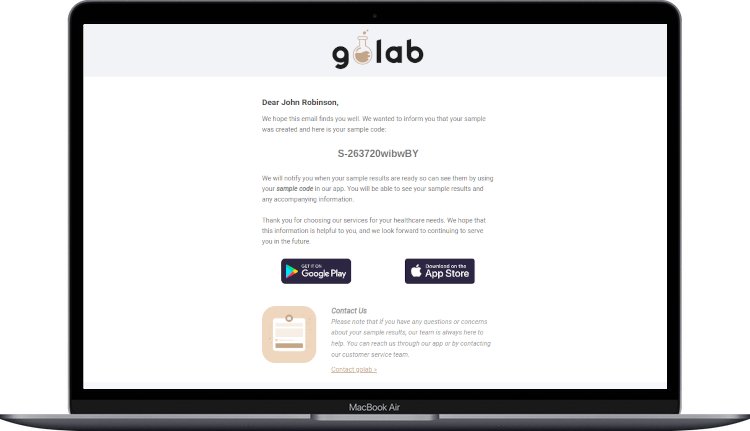 golab
Dear John Robinson,
We hope this email finds you well. We wanted to inform you that your sample
was created and here is your sample code:
S-263720wibwBY
We will notify you when your sample results are ready so can see them by using
your sample code in our app. You will be able to see your sample results and
any accompanying information.
Thank you for choosing our services for your healthcare needs. We hope that
this information is helpful to you, and we look forward to continuing to serve
you in the future.
GET IT ON
Google Play
Download on the
App Store
Contact Us
Please note that if you have any questions or concerns
about your sample results, our team is always here to
help. You can reach us through our app or by contacting
our customer service team.
Contact golab >
MacBook Air